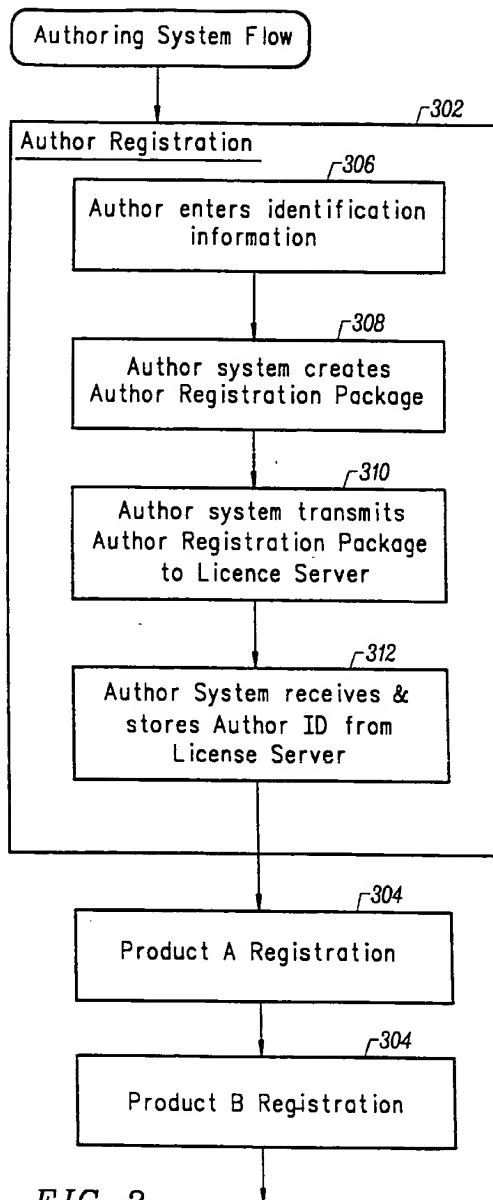 Authoring System Flow
302
Author Registration
306
Author enters identification
information
308
Author system creates
Author Registration Package
310
Author system transmits
Author Registration Package
to Licence Server
312
Author System receives &
stores Author ID from
License Server
304
Product A Registration
304
Product B Registration
FIG.